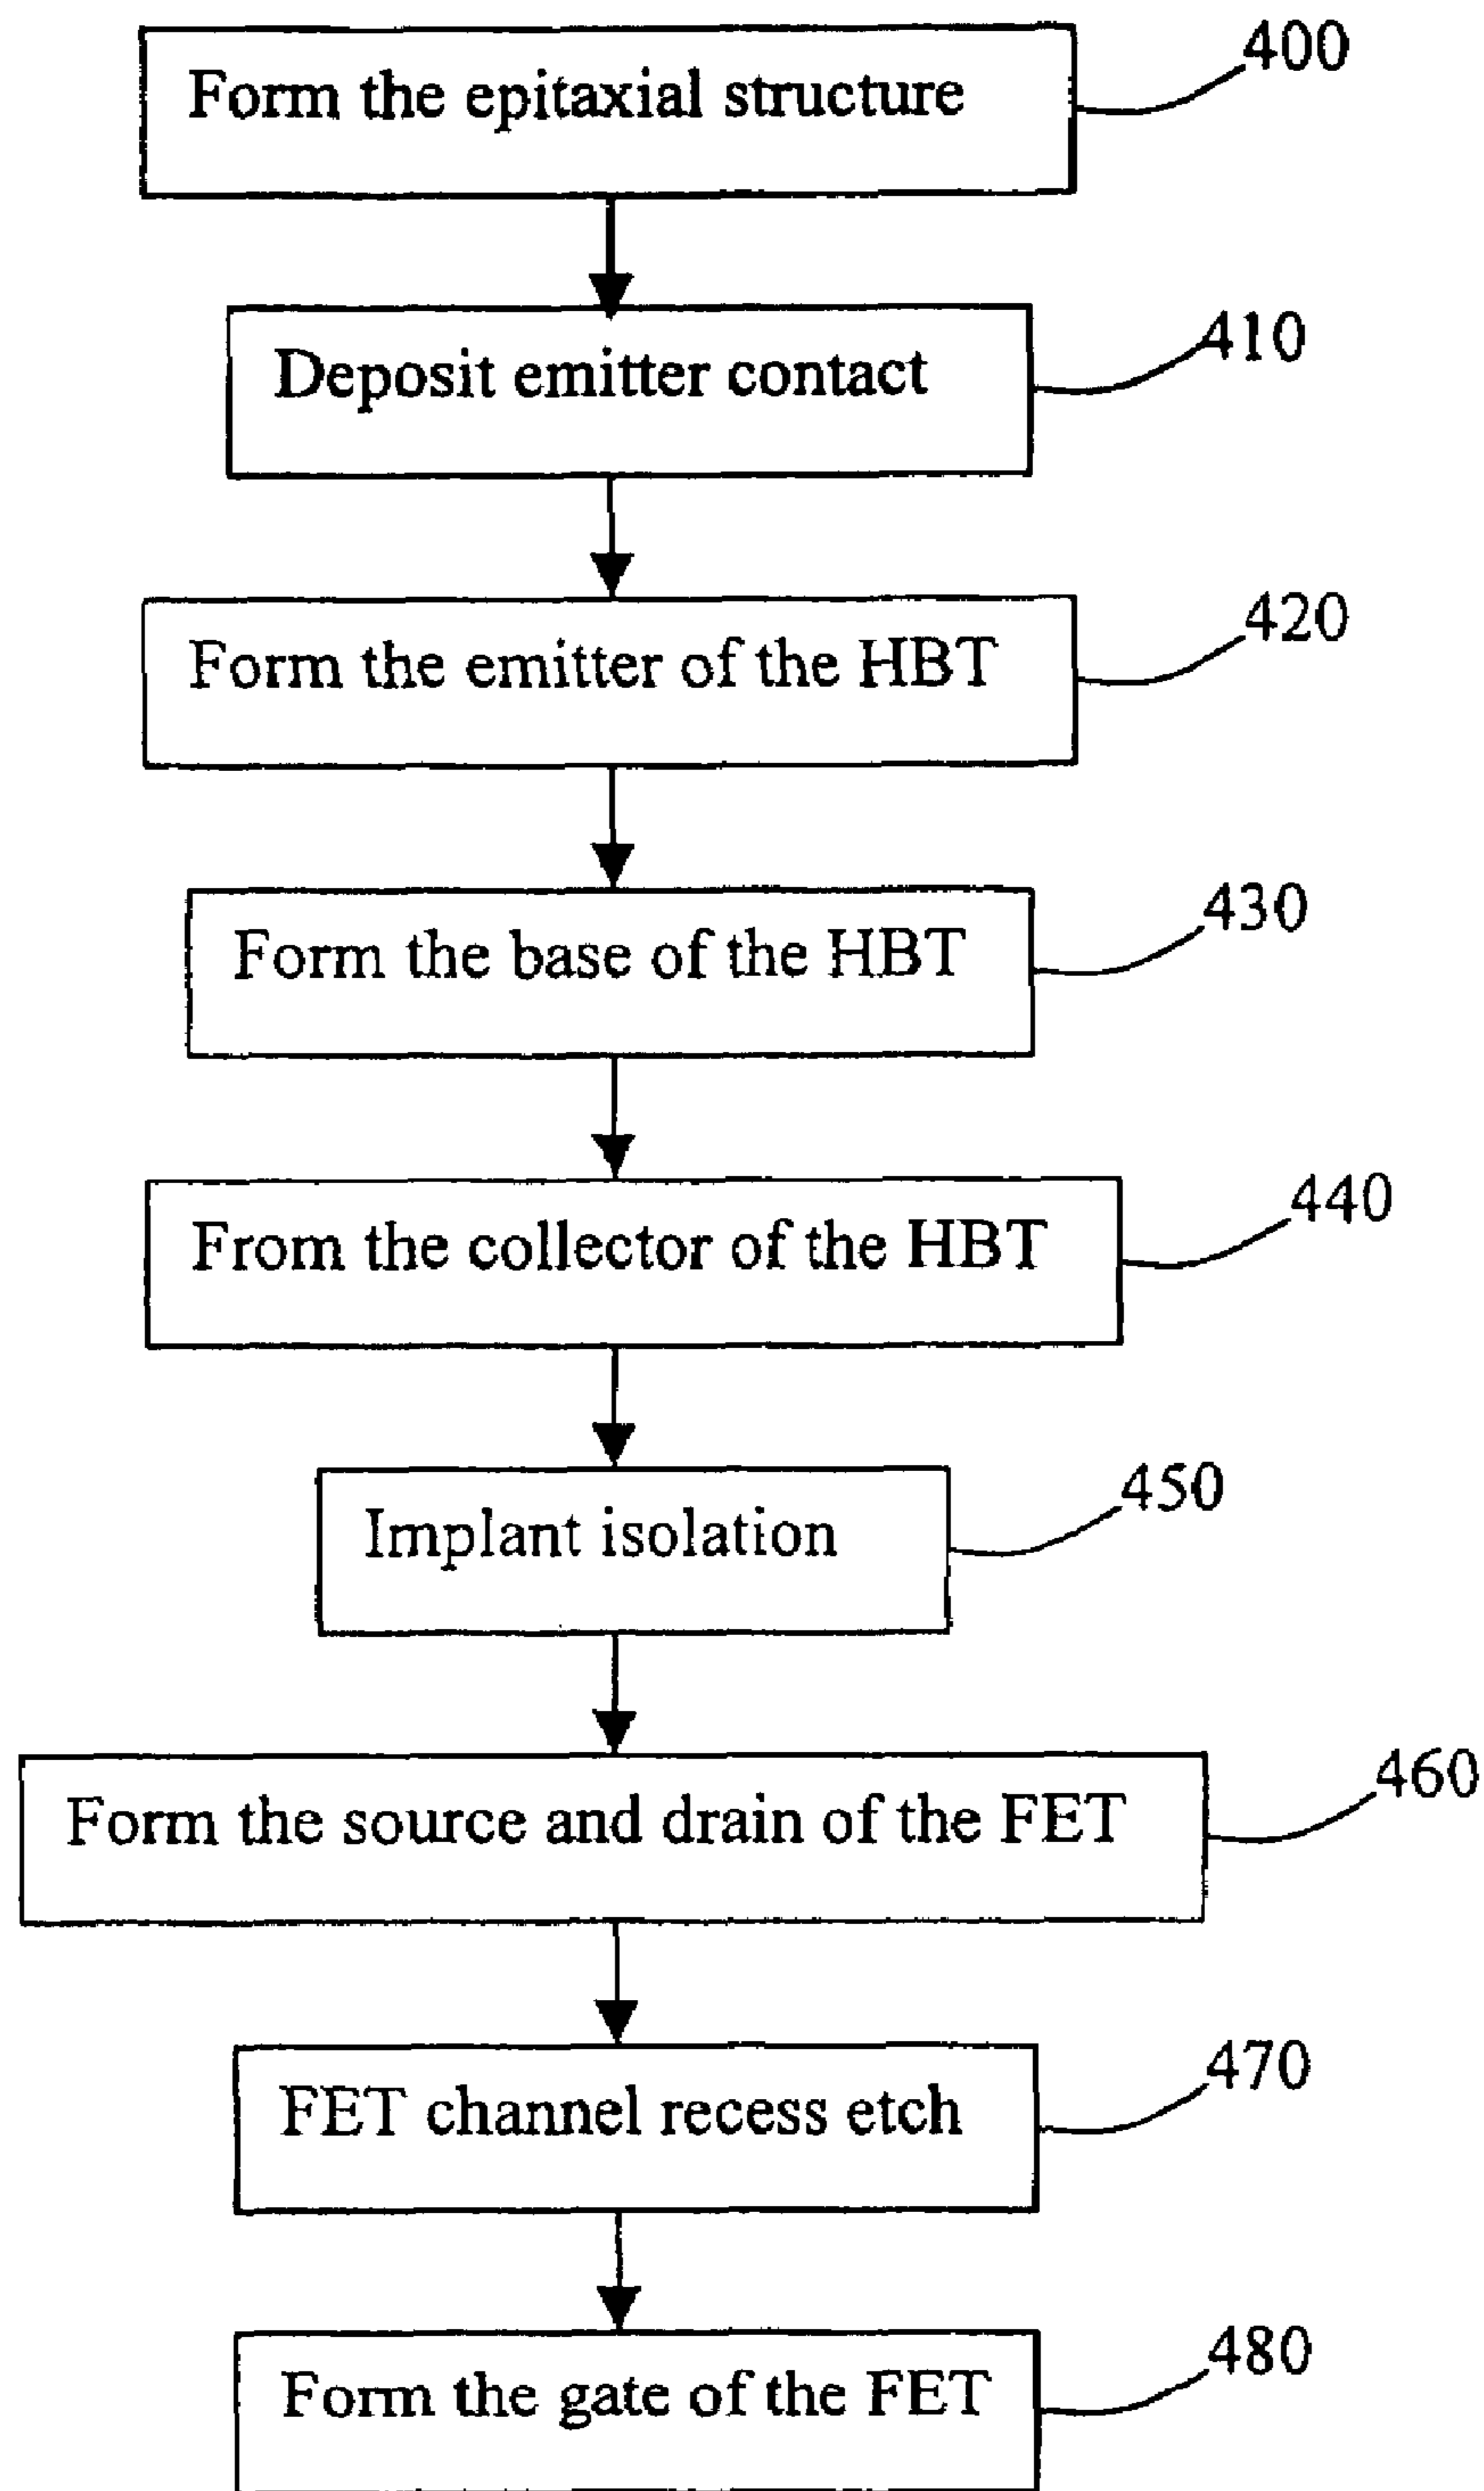 Form the epitaxial structure
400
Deposit emitter contact
410
Form the emitter of the HBT
420
Form the base of the HBT
430
From the collector of the HBT
440
Implant isolation
450
Form the source and drain of the FET
460
FET channel recess etch
470
Form the gate of the FET
480